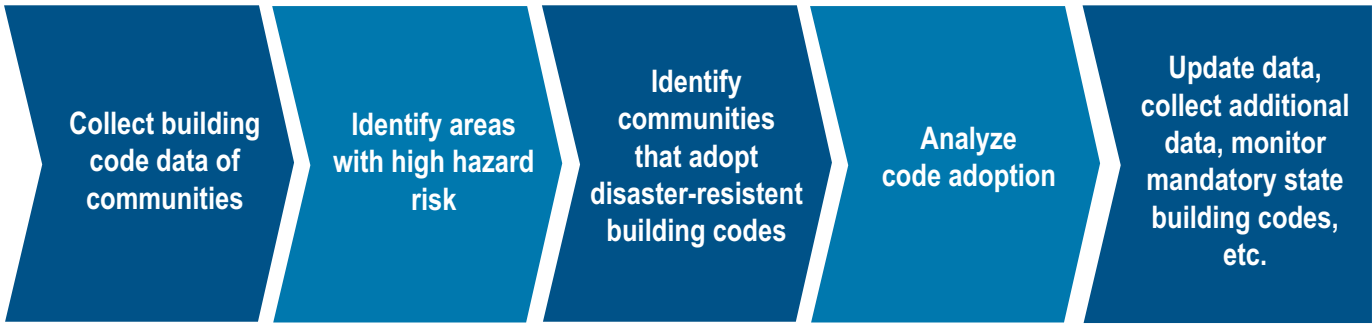 Collect building
code data of
communities
Identify areas
with high hazard
risk
Identify
communities
that adopt
disaster-resistent
building codes
Analyze
code adoption
Update data,
collect additional
data, monitor
mandatory state
building codes,
etc.